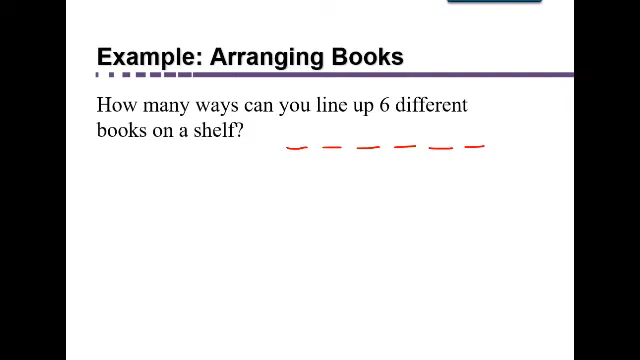 Example: Arranging Books
How many ways can you line up 6 different
books on a shelf?